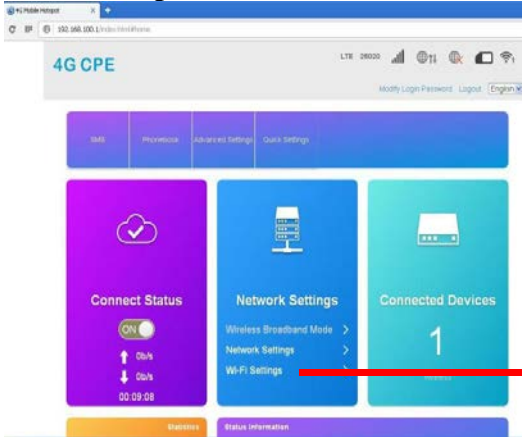 4G Mobile Hotspot
192.168.100.1/index.html#home
4G CPE
LTE 26020
Modify Login Password Logout English
SMS Phonebook Advanced Settings Quick Settings
Connect Status
ON
0b/s
0b/s
00:09:08
Network Settings
Wireless Broadband Mode >
Network Settings >
Wi-Fi Settings
Connected Devices
1
Statistics
Status Information